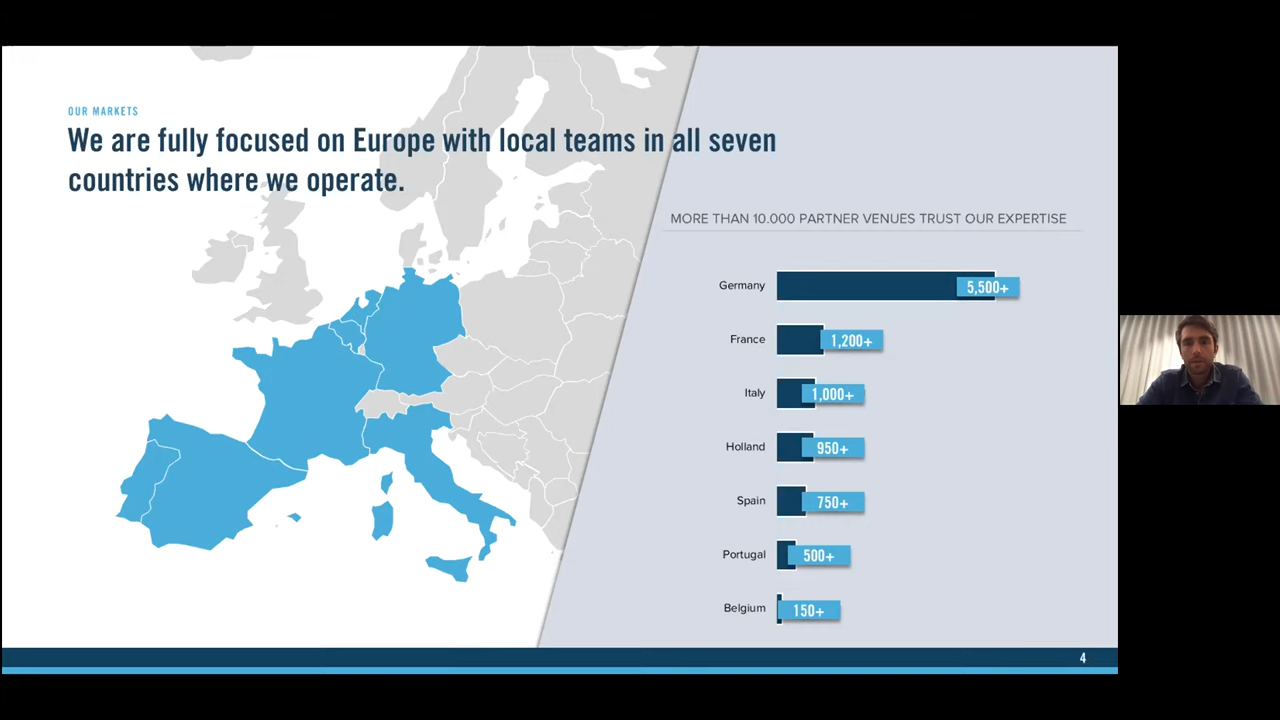 OUR MARKETS
We are fully focused on Europe with local teams in all seven
countries where we operate.
MORE THAN 10.000 PARTNER VENUES TRUST OUR EXPERTISE
Germany 5,500+
France 1,200+
Italy 1,000+
Holland 950+
Spain 750+
Portugal 500+
Belgium 150+
4